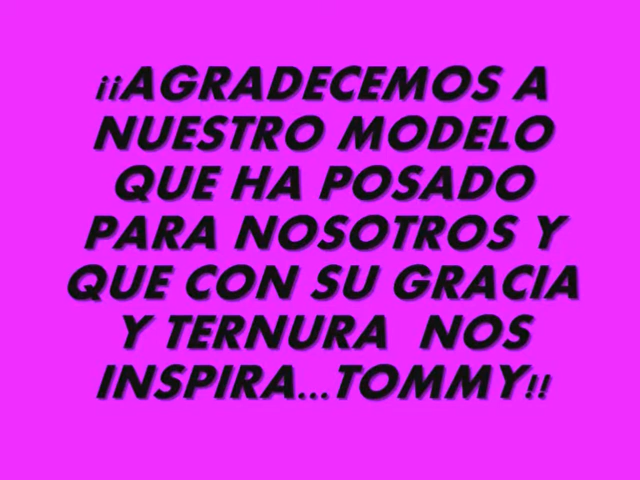 ¡¡AGRADECEMOS A
NUESTRO MODELO
QUE HA POSADO
PARA NOSOTROS Y
QUE CON SU GRACIA
Y TERNURA  NOS
INSPIRA...TOMMY!!